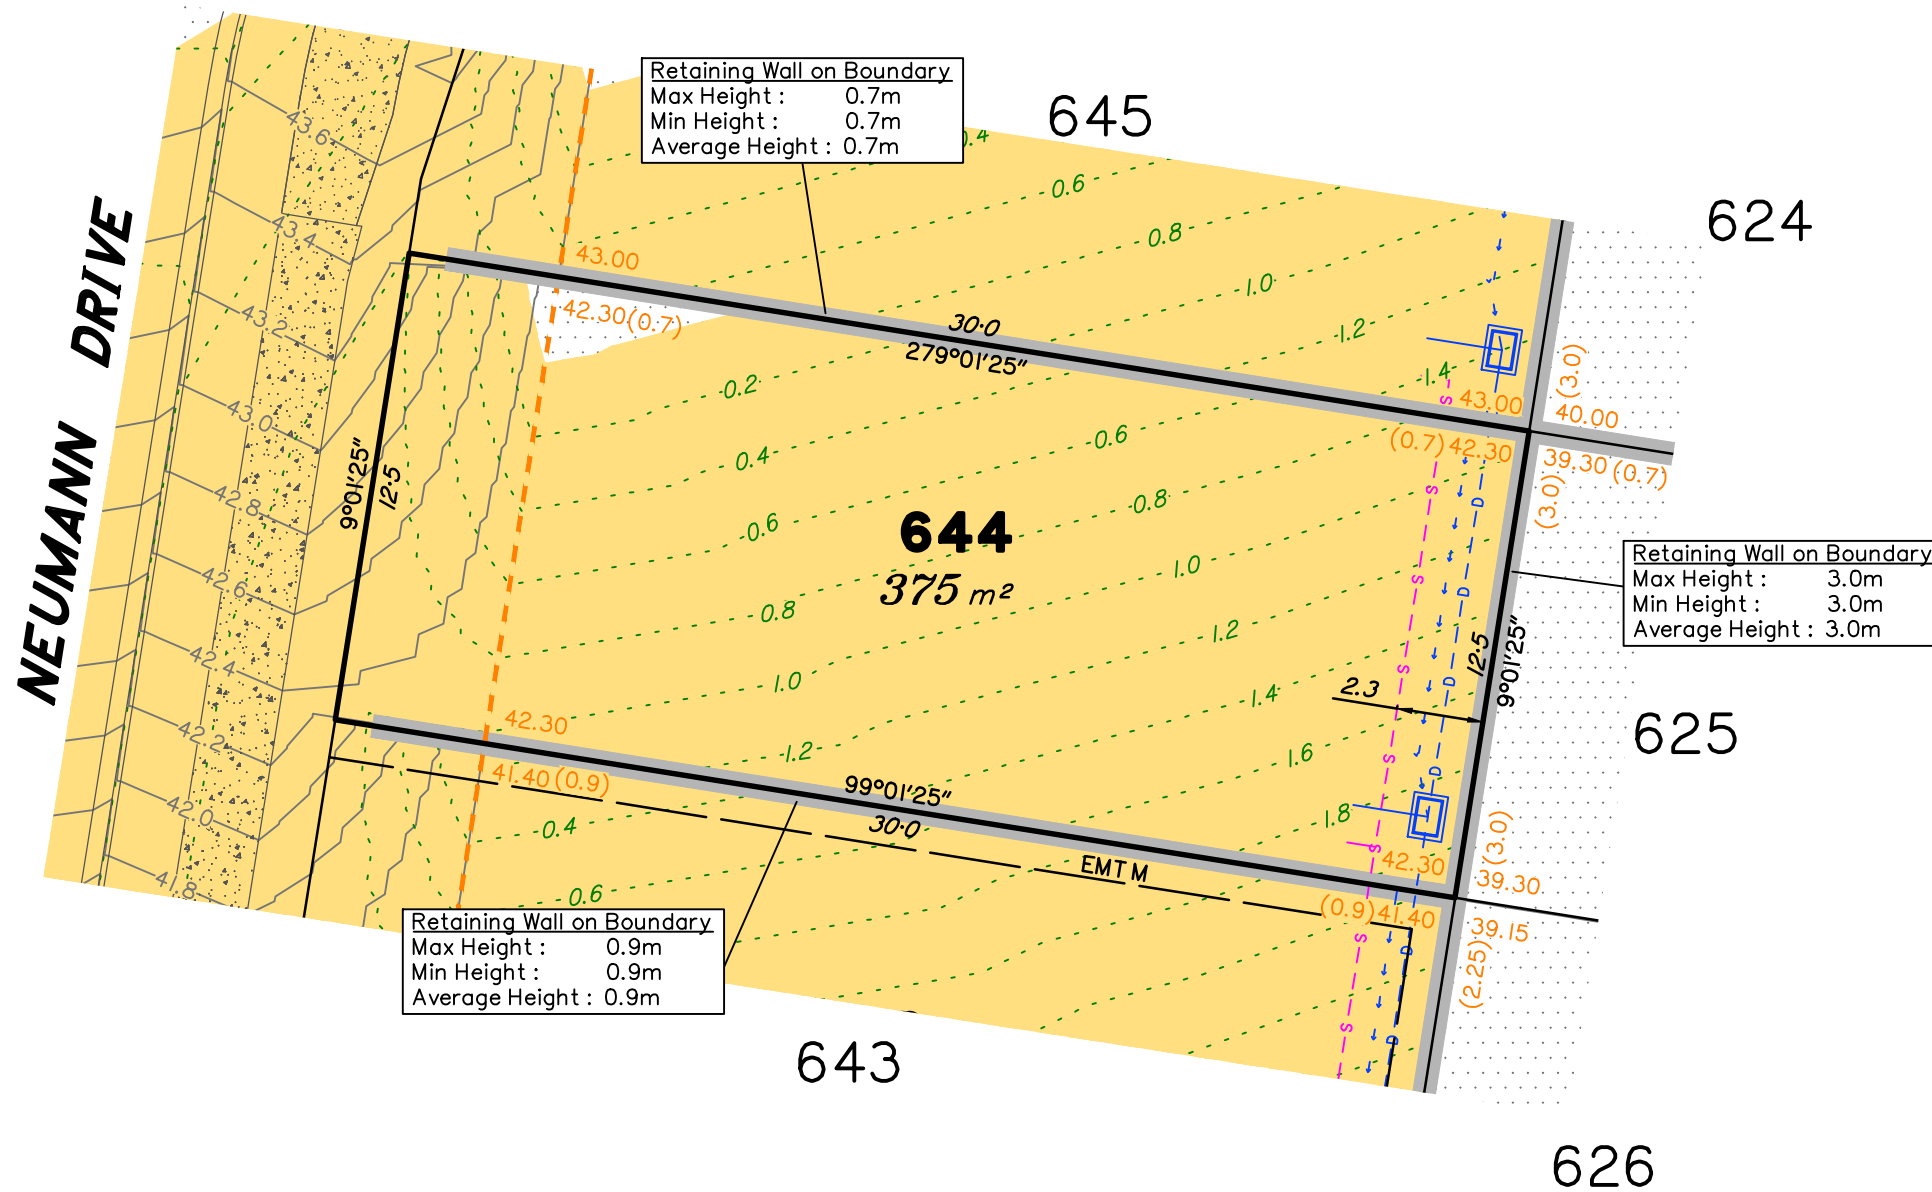 Retaining Wall on Boundary
Max Height : 0.7m
Min Height : 0.7m
Average Height : 0.7m
645
624
NEUMANN DRIVE
43.6
43.4
43.2
43.0
42.8
42.6
42.4
42.2
42.0
41.8
0.6
0.8
1.0
1.2
1.4
43.00
42.30(0.7)
30·0
279°01'25"
S
43.00
(3.0)
40.00
(0.7) 42.30
39.30 (0.7)
(3.0)
0.2
0.4
0.6
0.8
1.0
1.2
0.6
0.8
1.0
1.2
1.4
1.6
1.8
9°01'25"
12·5
644
375 m²
S
D
S
D
S
D
S
D
S
2.3
12·5
9°01'25"
Retaining Wall on Boundary
Max Height : 3.0m
Min Height : 3.0m
Average Height : 3.0m
625
42.30
41.40 (0.9)
99°01'25"
30·0
EMT M
42.30
(3.0)
39.30
(0.9) 41.40
39.15
(2.25)
0.4
0.6
S
D
S
D
Retaining Wall on Boundary
Max Height : 0.9m
Min Height : 0.9m
Average Height : 0.9m
643
626